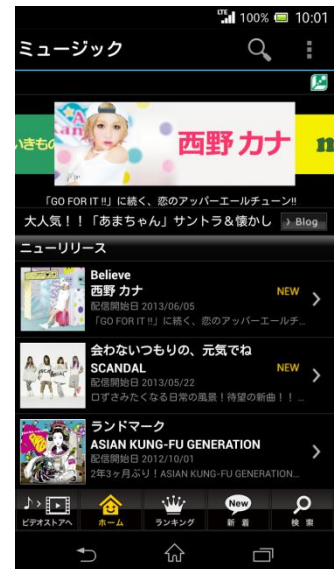 LTE 100% 10:01
ミュージック
いきもの
西野 カナ
「GO FOR IT !!」に続く、恋のアッパーエールチューン!!
大人気！！「あまちゃん」サントラ＆懐かし
> Blog
ニューリリース
Believe
西野 カナ
NEW
配信開始日 2013/06/05
「GO FOR IT !!」に続く、恋のアッパーエールチ...
会わないつもりの、元気でね
SCANDAL
NEW
配信開始日 2013/05/22
口ずさみたくなる日常の風景！待望の新曲！！ ...
ランドマーク
ASIAN KUNG-FU GENERATION
配信開始日 2012/10/01
2年3ヶ月ぶり！ASIAN KUNG-FU GENERATION...
ビデオストアへ
ホーム
ランキング
New
新 着
検 索